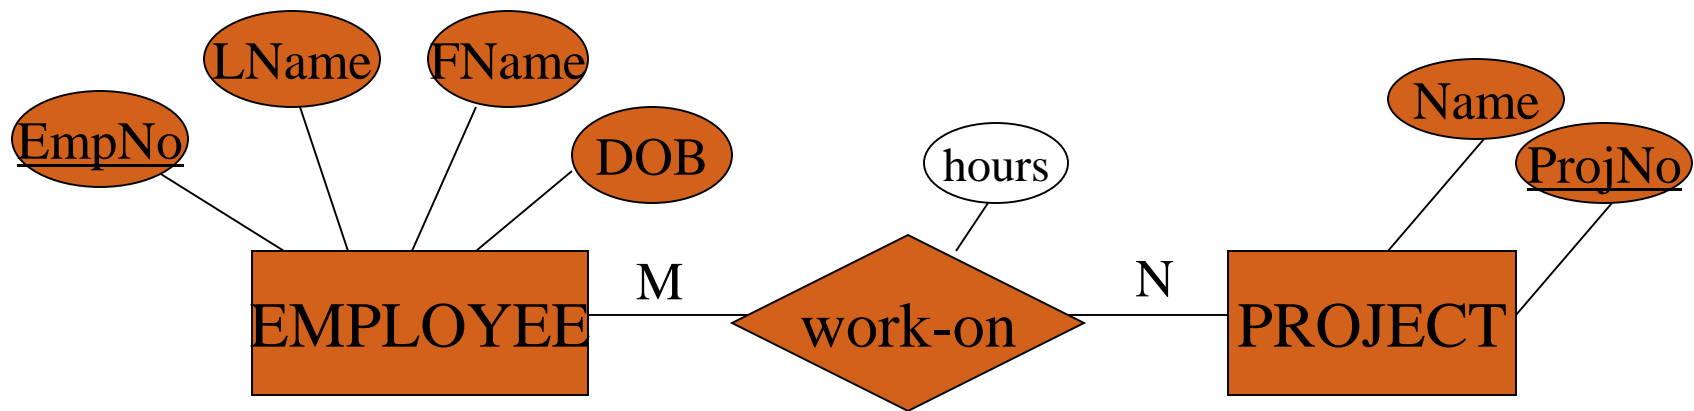 LName
FName
EmpNo
DOB
hours
Name
ProjNo
EMPLOYEE
M
work-on
N
PROJECT